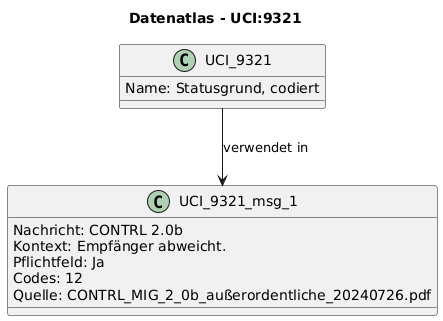 Datenatlas - UCI:9321
C UCI_9321
Name: Statusgrund, codiert
verwendet in
C UCI_9321_msg_1
Nachricht: CONTRL 2.0b
Kontext: Empfänger abweicht.
Pflichtfeld: Ja
Codes: 12
Quelle: CONTRL_MIG_2_0b_außerordentliche_20240726.pdf